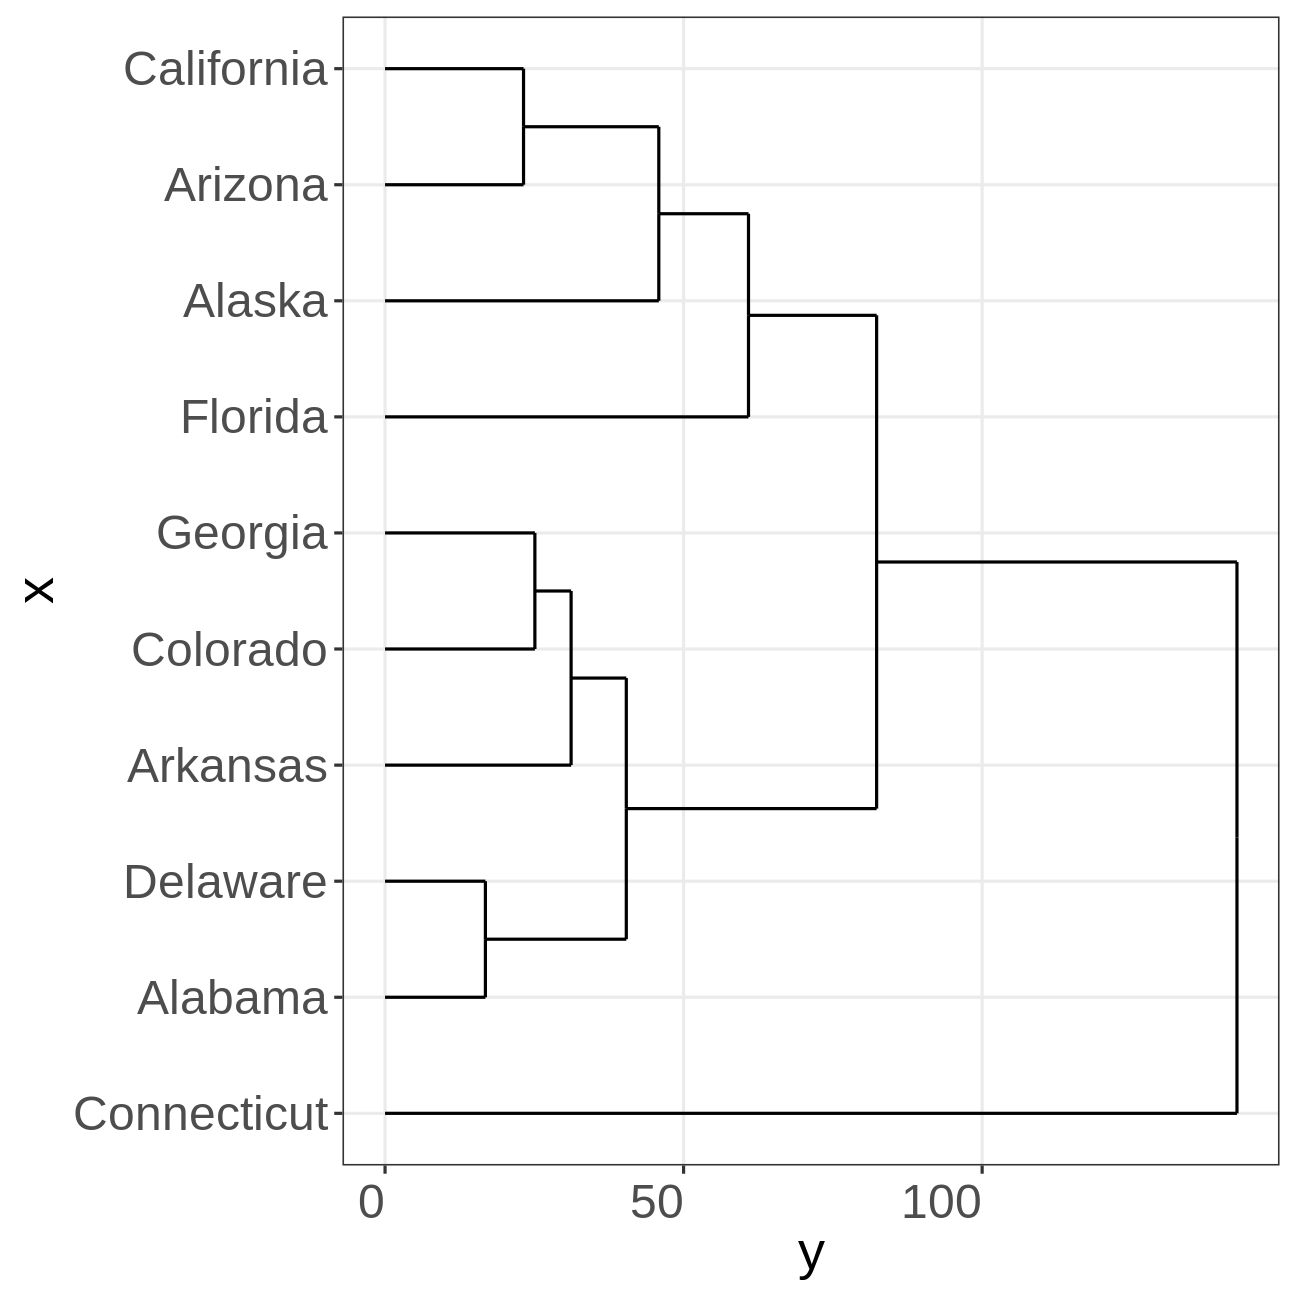 California
Arizona
Alaska
Florida
Georgia
x
Colorado
Arkansas
Delaware
Alabama
Connecticut
0 50 100
y